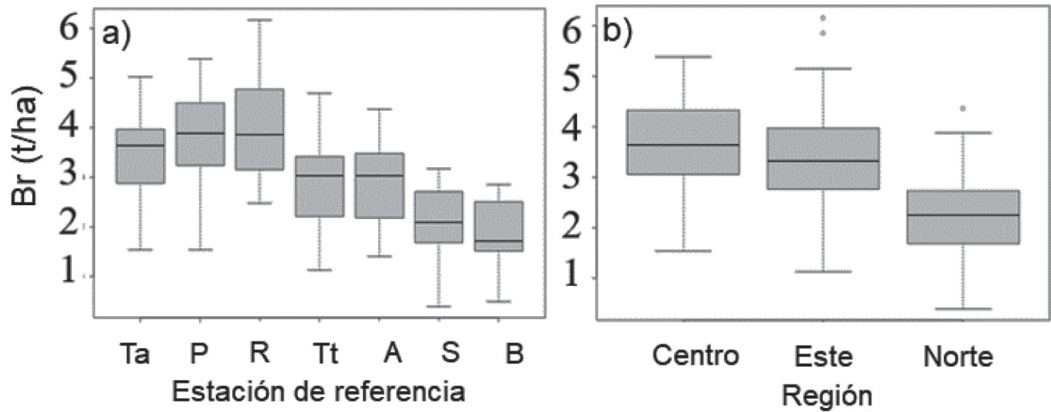 a)
Br (t/ha)
6
5
4
3
2
1
Ta P R Tt A S B
Estación de referencia
b)
6
5
4
3
2
1
Centro Este Norte
Región